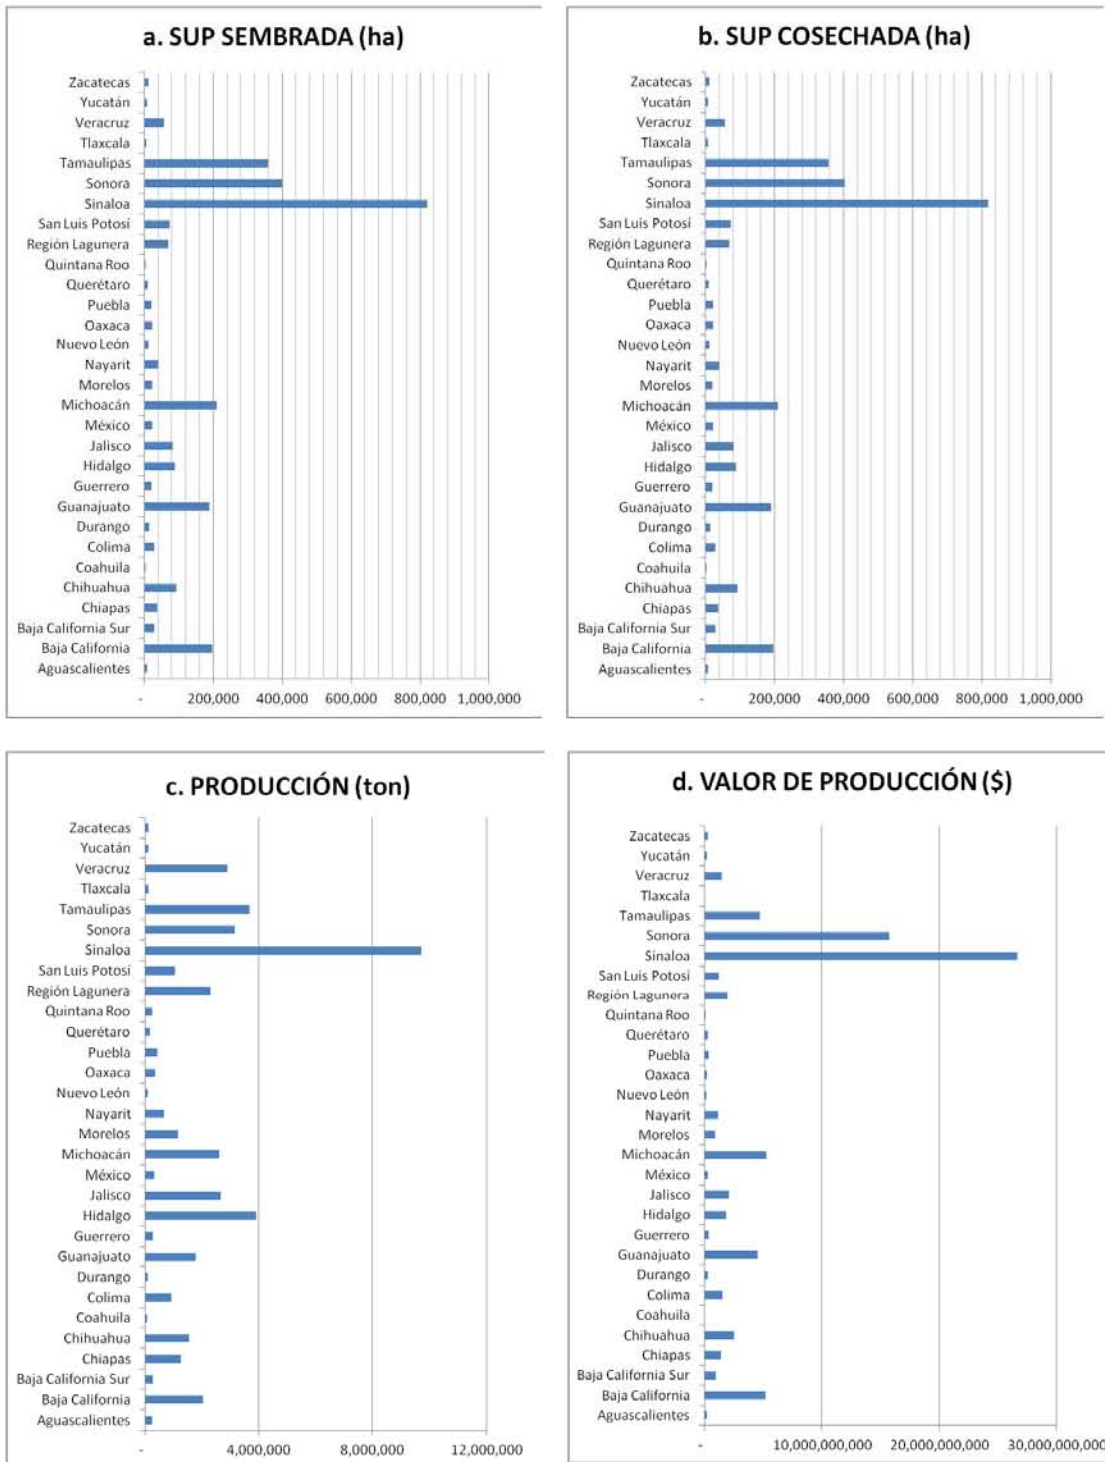 a. SUP SEMBRADA (ha)
Zacatecas
Yucatán
Veracruz
Tlaxcala
Tamaulipas
Sonora
Sinaloa
San Luis Potosí
Región Lagunera
Quintana Roo
Querétaro
Puebla
Oaxaca
Nuevo León
Nayarit
Morelos
Michoacán
México
Jalisco
Hidalgo
Guerrero
Guanajuato
Durango
Colima
Coahuila
Chihuahua
Chiapas
Baja California Sur
Baja California
Aguascalientes
- 200,000 400,000 600,000 800,000 1,000,000
b. SUP COSECHADA (ha)
Zacatecas
Yucatán
Veracruz
Tlaxcala
Tamaulipas
Sonora
Sinaloa
San Luis Potosí
Región Lagunera
Quintana Roo
Querétaro
Puebla
Oaxaca
Nuevo León
Nayarit
Morelos
Michoacán
México
Jalisco
Hidalgo
Guerrero
Guanajuato
Durango
Colima
Coahuila
Chihuahua
Chiapas
Baja California Sur
Baja California
Aguascalientes
- 200,000 400,000 600,000 800,000 1,000,000
c. PRODUCCIÓN (ton)
Zacatecas
Yucatán
Veracruz
Tlaxcala
Tamaulipas
Sonora
Sinaloa
San Luis Potosí
Región Lagunera
Quintana Roo
Querétaro
Puebla
Oaxaca
Nuevo León
Nayarit
Morelos
Michoacán
México
Jalisco
Hidalgo
Guerrero
Guanajuato
Durango
Colima
Coahuila
Chihuahua
Chiapas
Baja California Sur
Baja California
Aguascalientes
- 4,000,000 8,000,000 12,000,000
d. VALOR DE PRODUCCIÓN ($)
Zacatecas
Yucatán
Veracruz
Tlaxcala
Tamaulipas
Sonora
Sinaloa
San Luis Potosí
Región Lagunera
Quintana Roo
Querétaro
Puebla
Oaxaca
Nuevo León
Nayarit
Morelos
Michoacán
México
Jalisco
Hidalgo
Guerrero
Guanajuato
Durango
Colima
Coahuila
Chihuahua
Chiapas
Baja California Sur
Baja California
Aguascalientes
- 10,000,000,000 20,000,000,000 30,000,000,000